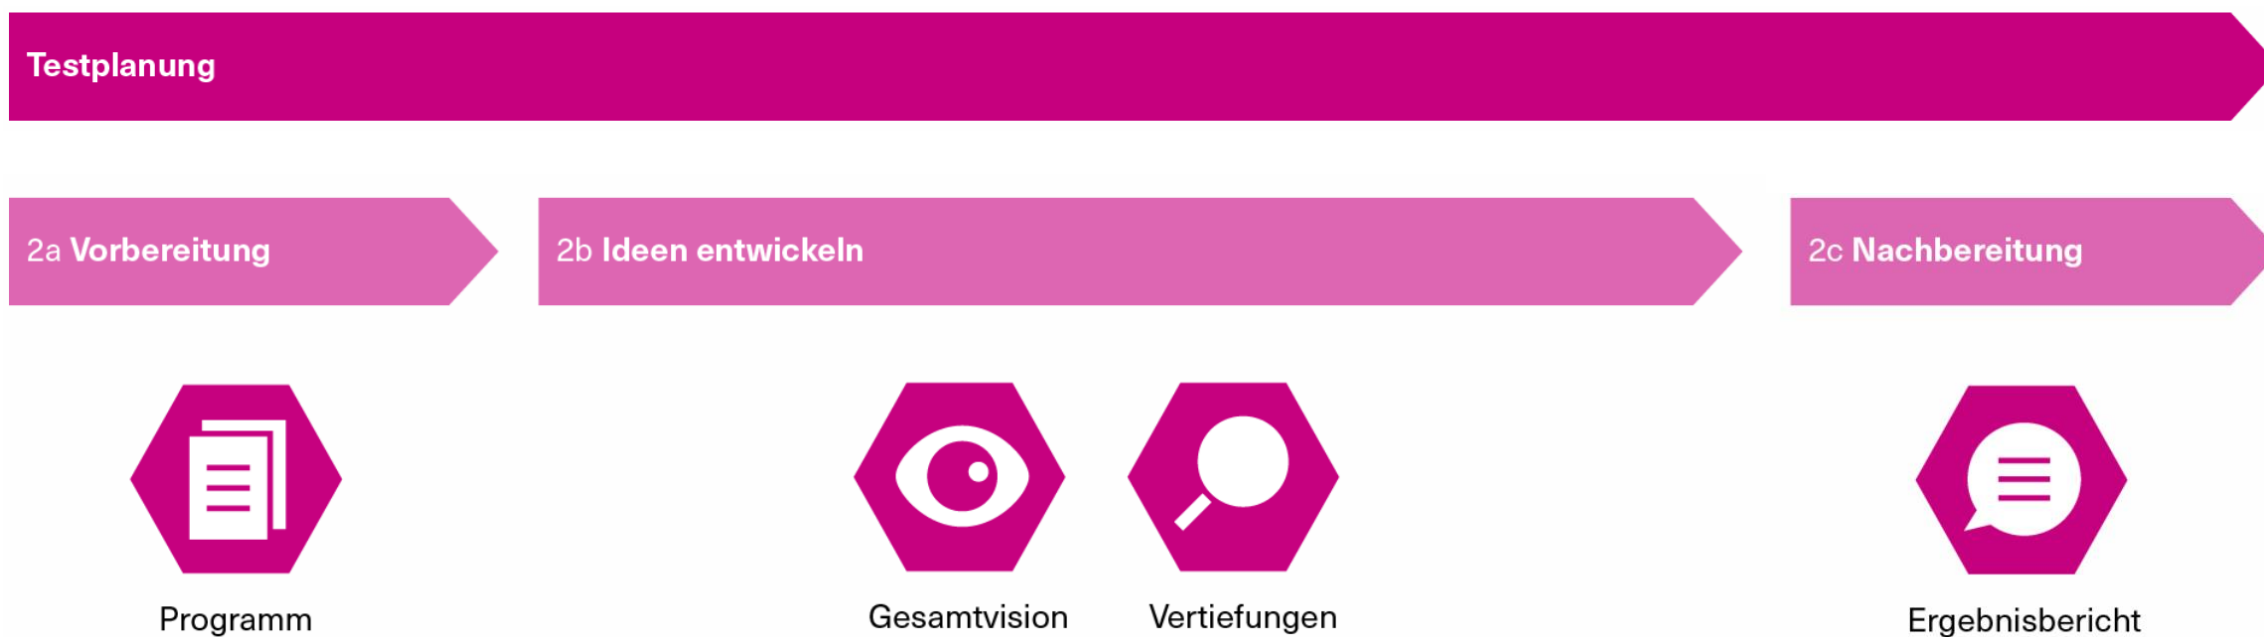 Testplanung
2a Vorbereitung
2b Ideen entwickeln
2c Nachbereitung
Programm
Gesamtvision
Vertiefungen
Ergebnisbericht